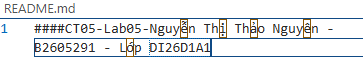 README.md
1 ####CT05-Lab05-Nguyễn Thị Thảo Nguyên -
B2605291 - Lớp DI26D1A1